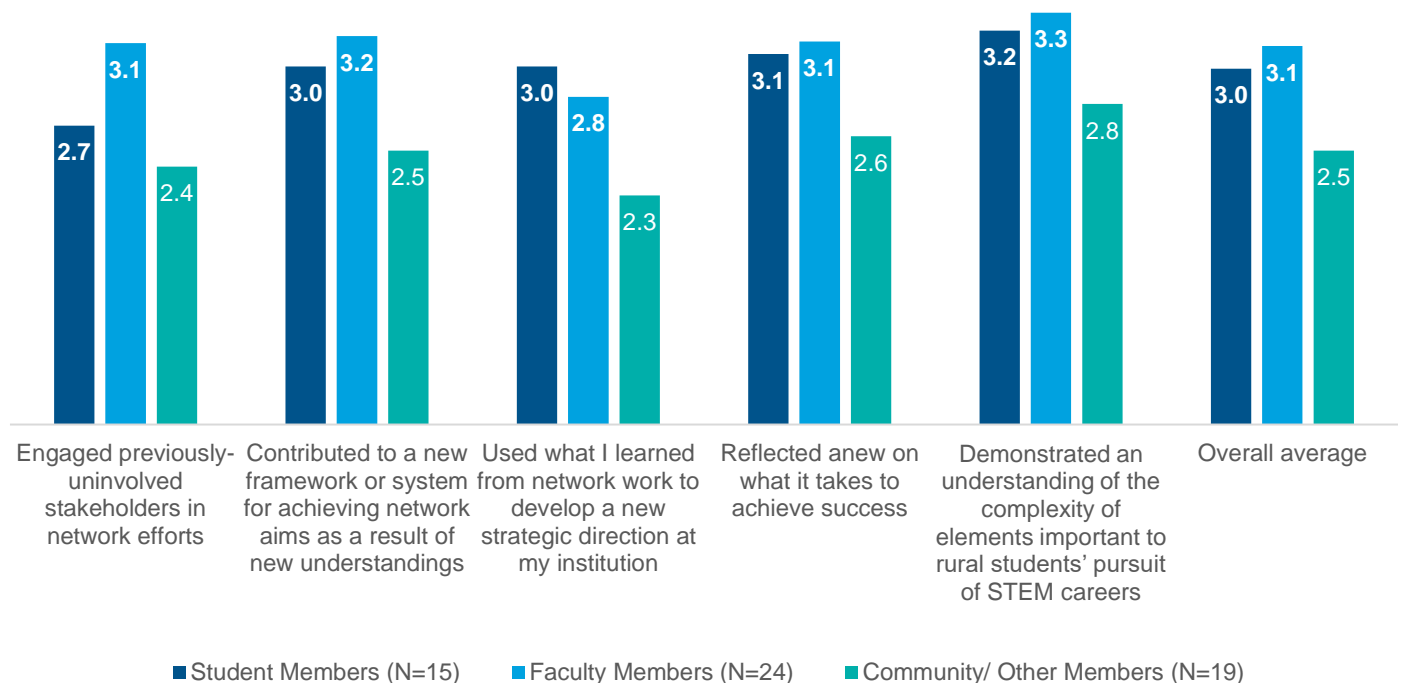 2.7
3.1
2.4
3.0
3.2
2.5
3.0
2.8
2.3
3.1
3.1
2.6
3.2
3.3
2.8
3.0
3.1
2.5
Engaged previously-
uninvolved
stakeholders in
network efforts
Contributed to a new
framework or system
for achieving network
aims as a result of
new understandings
Used what I learned
from network work to
develop a new
strategic direction at
my institution
Reflected anew on
what it takes to
achieve success
Demonstrated an
understanding of the
complexity of
elements important to
rural students’ pursuit
of STEM careers
Overall average
Student Members (N=15)
Faculty Members (N=24)
Community/ Other Members (N=19)